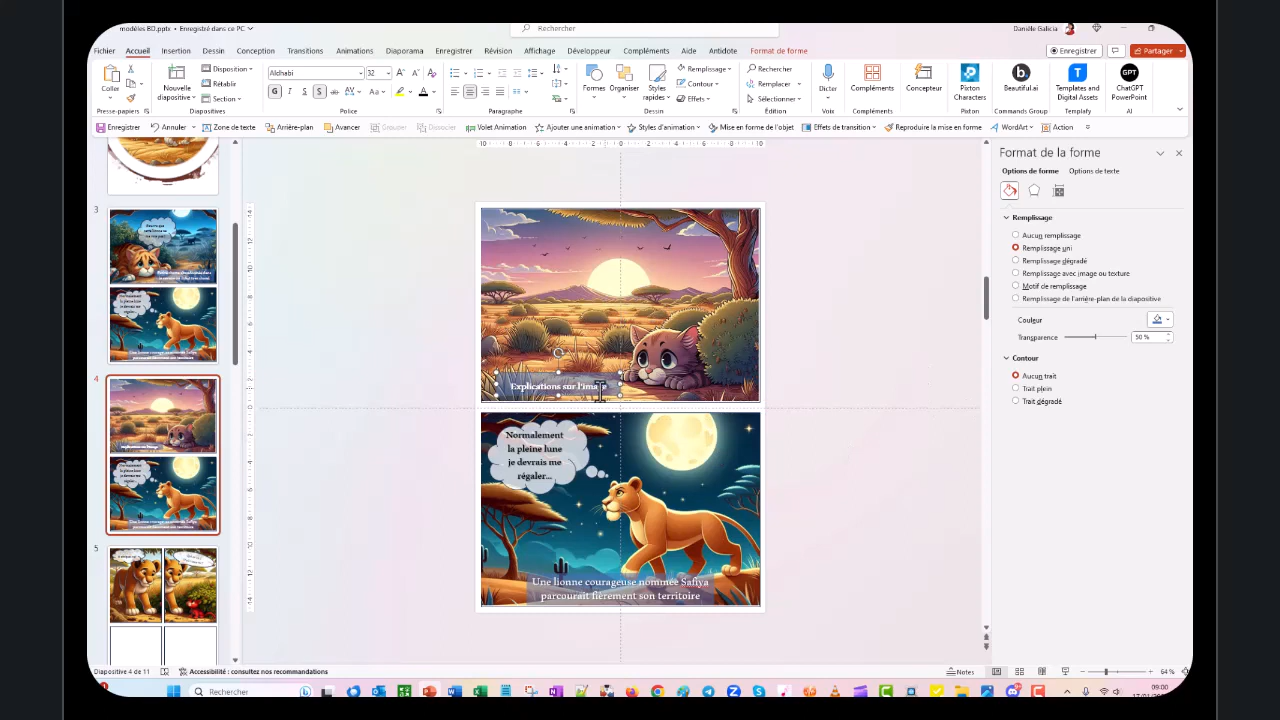 modèles BD.pptx • Enregistré dans ce PC
Rechercher
Danièle Galicia
Fichier Accueil Insertion Dessin Conception Transitions Animations Diaporama Enregistrer Révision Affichage Développeur Compléments Aide Antidote Format de forme
Enregistrer
Partager
Coller
Nouvelle
diapositive
Disposition
Rétablir
Section
Aldhabi
32
Formes
Organiser
Styles
rapides
Remplissage
Contour
Effets
Rechercher
Remplacer
Sélectionner
Dicter
Compléments
Concepteur
Pixton
Characters
Beautiful.ai
Templates and
Digital Assets
ChatGPT
PowerPoint
Presse-papiers
Diapositives
Police
Paragraphe
Dessin
Édition
Voix
Compléments
Commands Group
Pixton
Templafy
AI
Enregistrer Annuler Zone de texte Arrière-plan Avancer Grouper Dissocier Volet Animation Ajouter une animation Styles d'animation Mise en forme de l'objet Effets de transition Reproduire la mise en forme WordArt Action
3
4
5
Explications sur l'image
Normalement
la pleine lune
je devrais me
régaler...
Une lionne courageuse nommée Safiya
parcourait fièrement son territoire
Format de la forme
Options de forme Options de texte
Remplissage
Aucun remplissage
Remplissage uni
Remplissage dégradé
Remplissage avec image ou texture
Motif de remplissage
Remplissage de l'arrière-plan de la diapositive
Couleur
Transparence 50 %
Contour
Aucun trait
Trait plein
Trait dégradé
Diapositive 4 de 11
Accessibilité : consultez nos recommandations
Notes
64 %
Rechercher
09:00